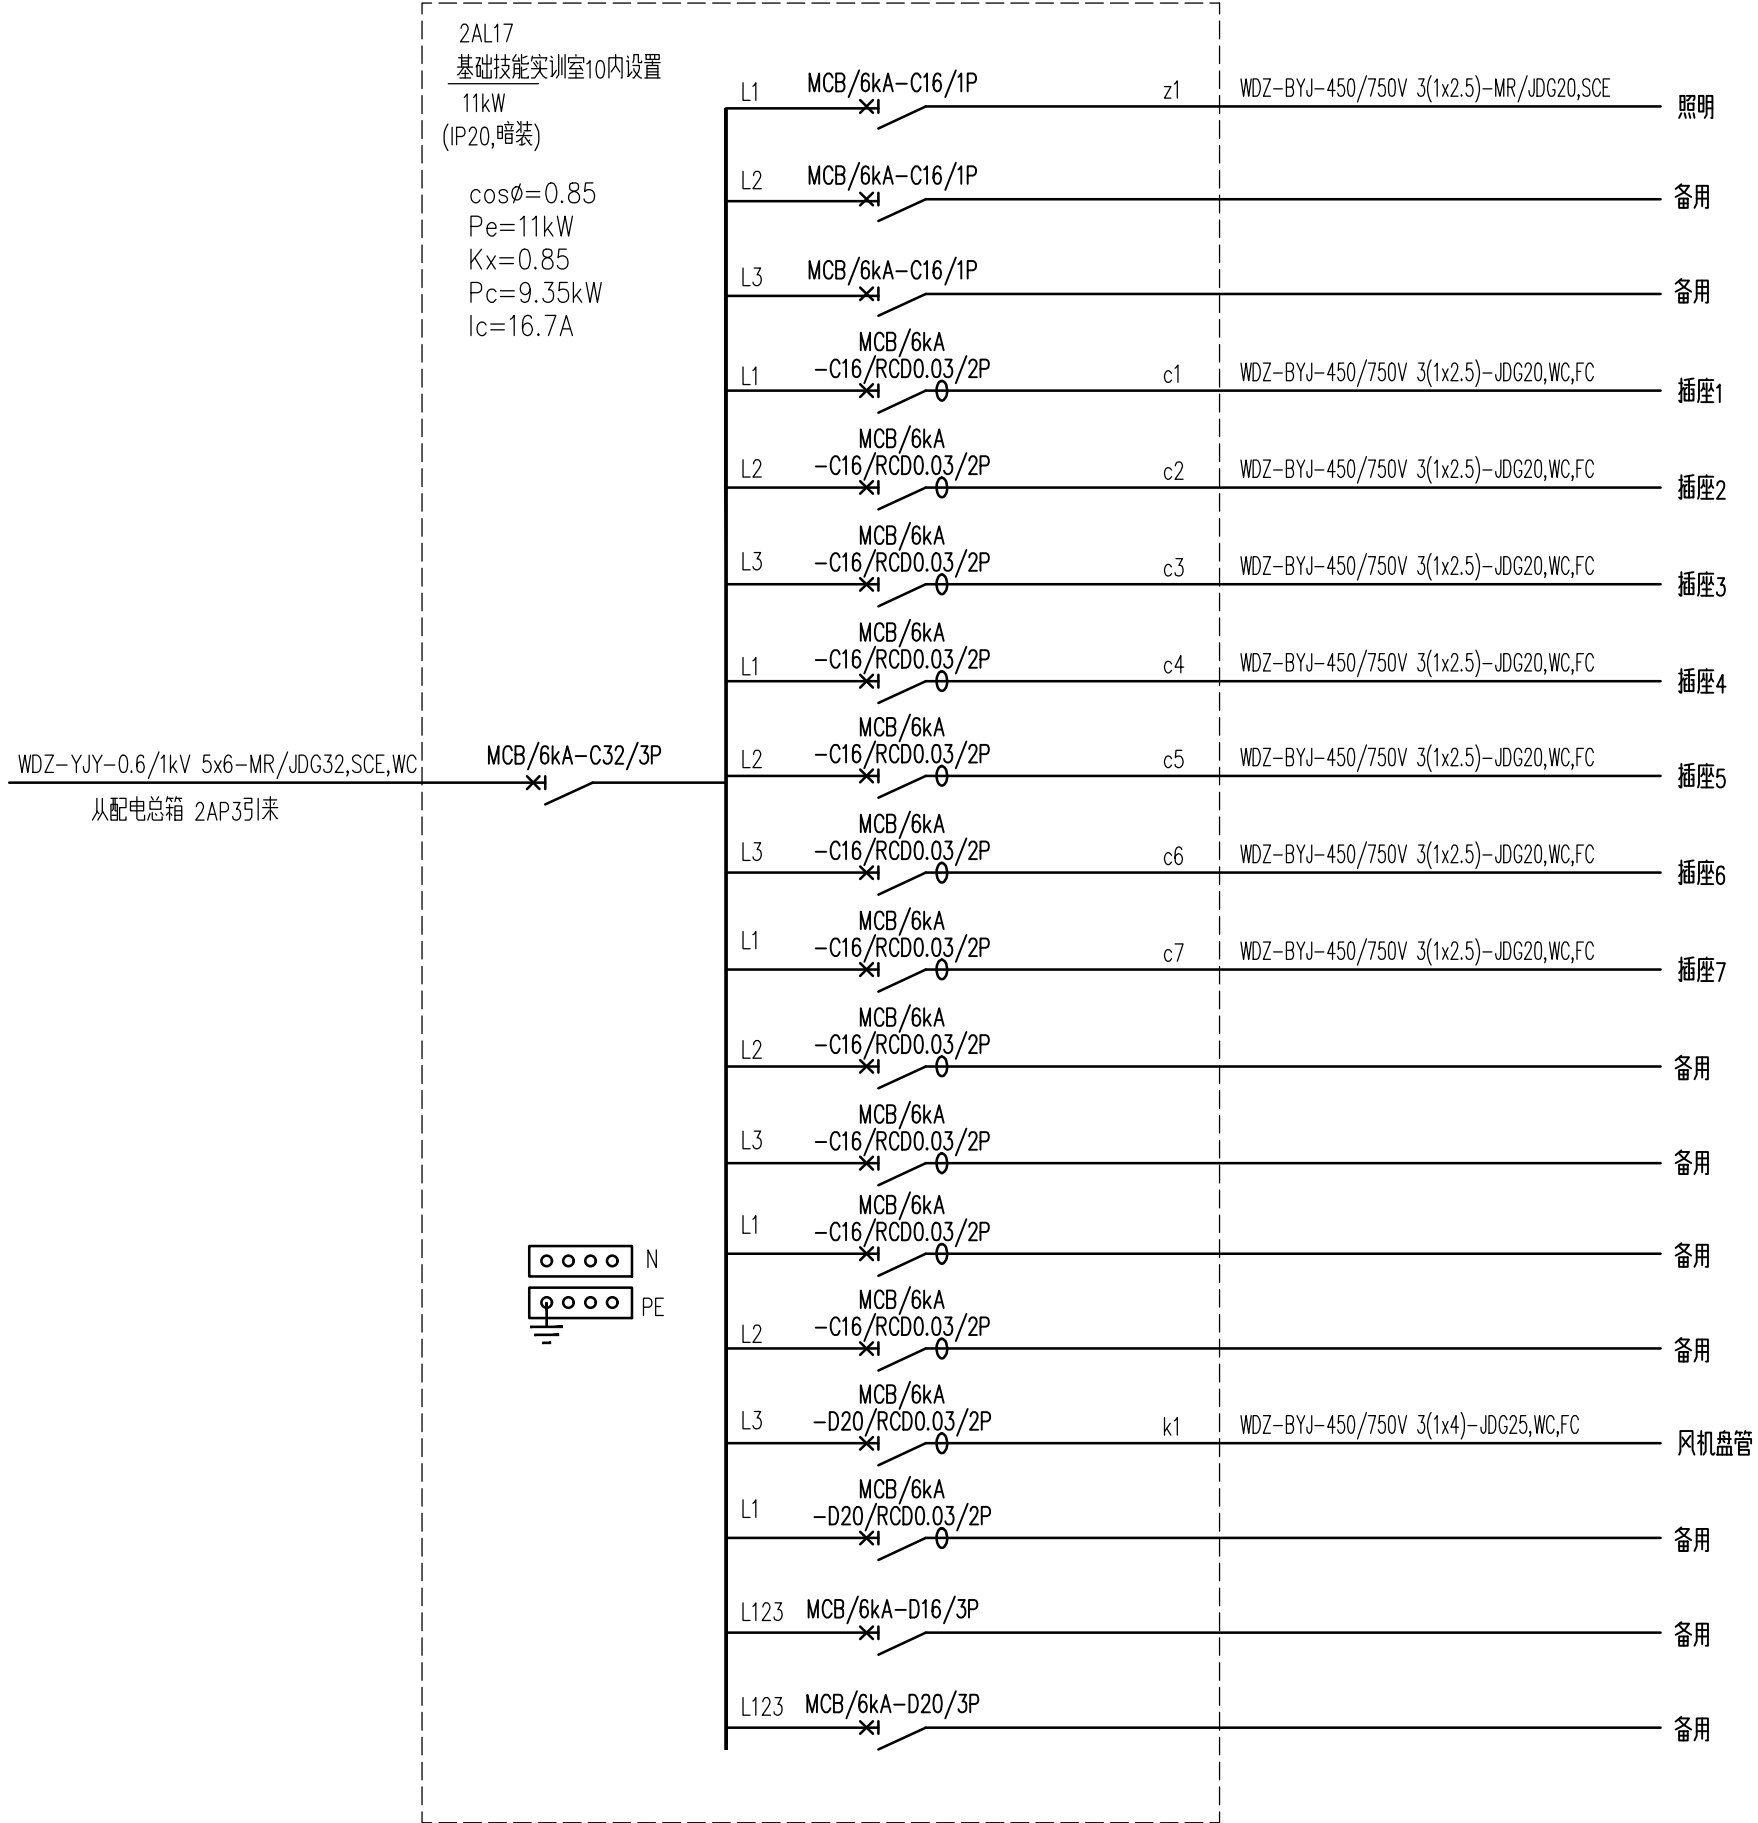 2AL17
基础技能实训室10内设置
11kW
(IP20,暗装)
cosø=0.85
Pe=11kW
Kx=0.85
Pc=9.35kW
Ic=16.7A
WDZ-YJY-0.6/1kV 5x6-MR/JDG32,SCE,WC
从配电总箱 2AP3引来
MCB/6kA-C32/3P
N
PE
L1 MCB/6kA-C16/1P z1 WDZ-BYJ-450/750V 3(1x2.5)-MR/JDG20,SCE 照明
L2 MCB/6kA-C16/1P 备用
L3 MCB/6kA-C16/1P 备用
MCB/6kA
L1 -C16/RCD0.03/2P c1 WDZ-BYJ-450/750V 3(1x2.5)-JDG20,WC,FC 插座1
MCB/6kA
L2 -C16/RCD0.03/2P c2 WDZ-BYJ-450/750V 3(1x2.5)-JDG20,WC,FC 插座2
MCB/6kA
L3 -C16/RCD0.03/2P c3 WDZ-BYJ-450/750V 3(1x2.5)-JDG20,WC,FC 插座3
MCB/6kA
L1 -C16/RCD0.03/2P c4 WDZ-BYJ-450/750V 3(1x2.5)-JDG20,WC,FC 插座4
MCB/6kA
L2 -C16/RCD0.03/2P c5 WDZ-BYJ-450/750V 3(1x2.5)-JDG20,WC,FC 插座5
MCB/6kA
L3 -C16/RCD0.03/2P c6 WDZ-BYJ-450/750V 3(1x2.5)-JDG20,WC,FC 插座6
MCB/6kA
L1 -C16/RCD0.03/2P c7 WDZ-BYJ-450/750V 3(1x2.5)-JDG20,WC,FC 插座7
MCB/6kA
L2 -C16/RCD0.03/2P 备用
MCB/6kA
L3 -C16/RCD0.03/2P 备用
MCB/6kA
L1 -C16/RCD0.03/2P 备用
MCB/6kA
L2 -C16/RCD0.03/2P 备用
MCB/6kA
L3 -D20/RCD0.03/2P k1 WDZ-BYJ-450/750V 3(1x4)-JDG25,WC,FC 风机盘管
MCB/6kA
L1 -D20/RCD0.03/2P 备用
L123 MCB/6kA-D16/3P 备用
L123 MCB/6kA-D20/3P 备用